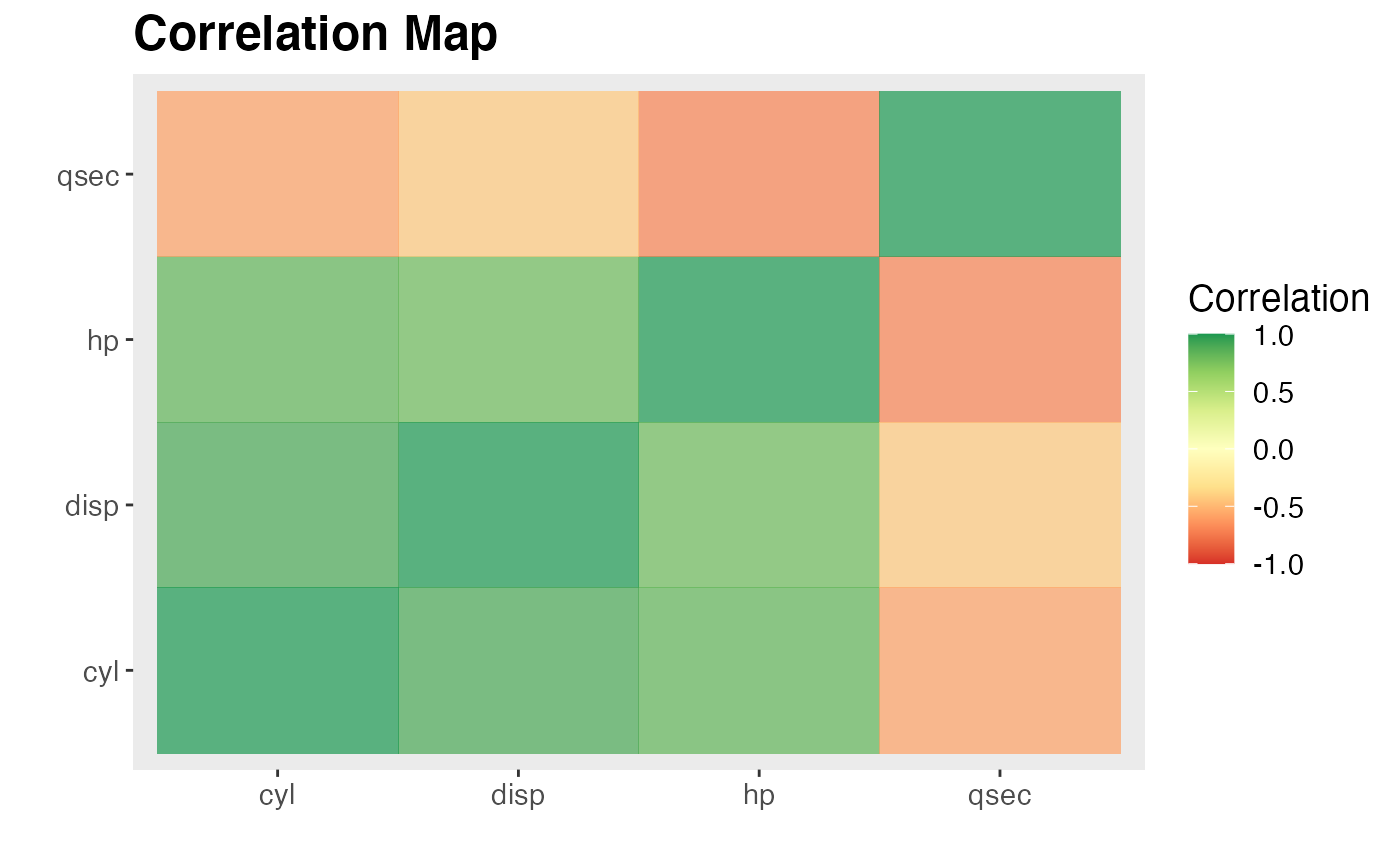 Correlation Map
qsec
hp
disp
cyl
cyl disp hp qsec
Correlation
1.0
0.5
0.0
-0.5
-1.0